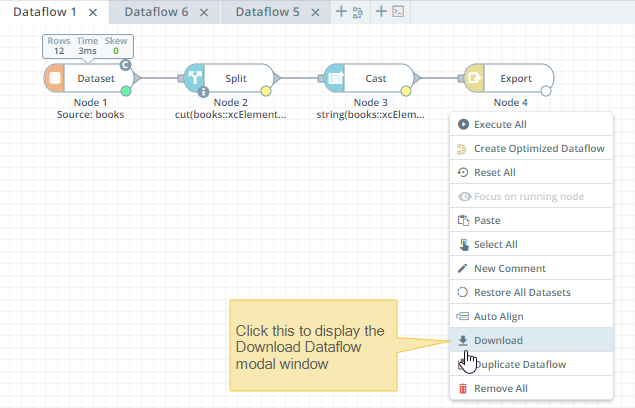 Dataflow 1 ×
Dataflow 6 ×
Dataflow 5 ×
Rows Time Skew
12 3ms 0
C
Dataset
Split
Cast
Export
Node 1
Source: books
Node 2
cut(books::xcElement...
Node 3
string(books::xcElem...
Node 4
Execute All
Create Optimized Dataflow
Reset All
Focus on running node
Paste
Select All
New Comment
Restore All Datasets
Auto Align
Download
Duplicate Dataflow
Remove All
Click this to display the
Download Dataflow
modal window